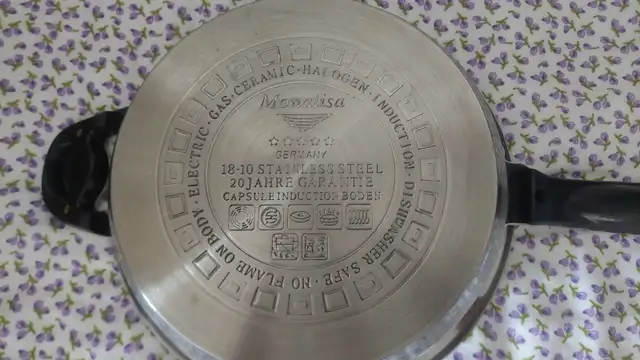 ELECTRIC · GAS · CERAMIC · HALOGEN · INDUCTION · DISHWASHER SAFE · NO FLAME ON BODY ·
Monalisa
GERMANY
18-10 STAINLESS STEEL
20 JAHRE GARANTIE
CAPSULE INDUCTION BODEN